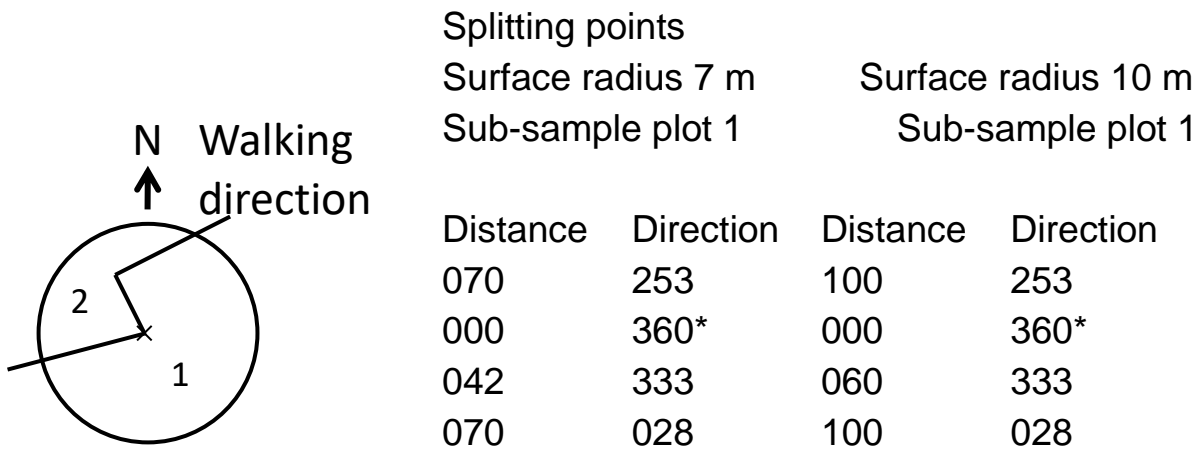 Splitting points
Surface radius 7 m Surface radius 10 m
Sub-sample plot 1 Sub-sample plot 1
N Walking
direction
2
1
Distance Direction Distance Direction
070 253 100 253
000 360* 000 360*
042 333 060 333
070 028 100 028